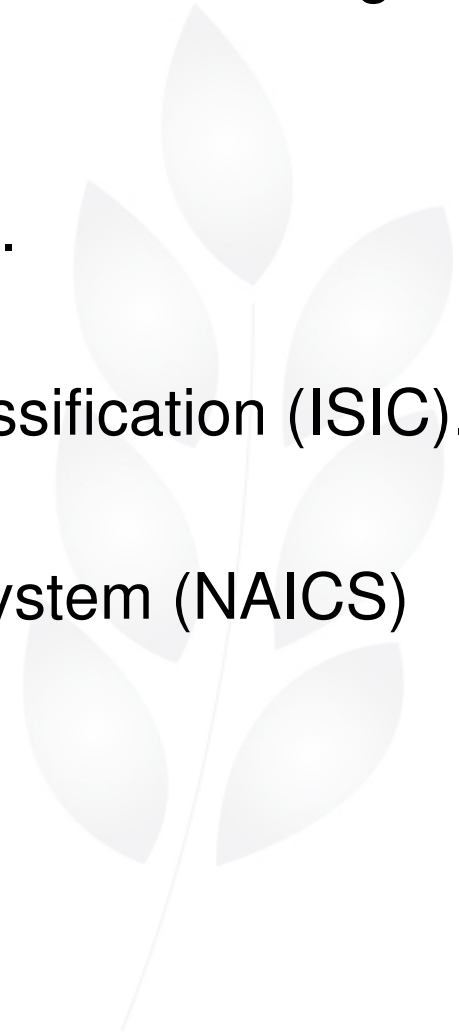 .
ssification (ISIC).
ystem (NAICS)